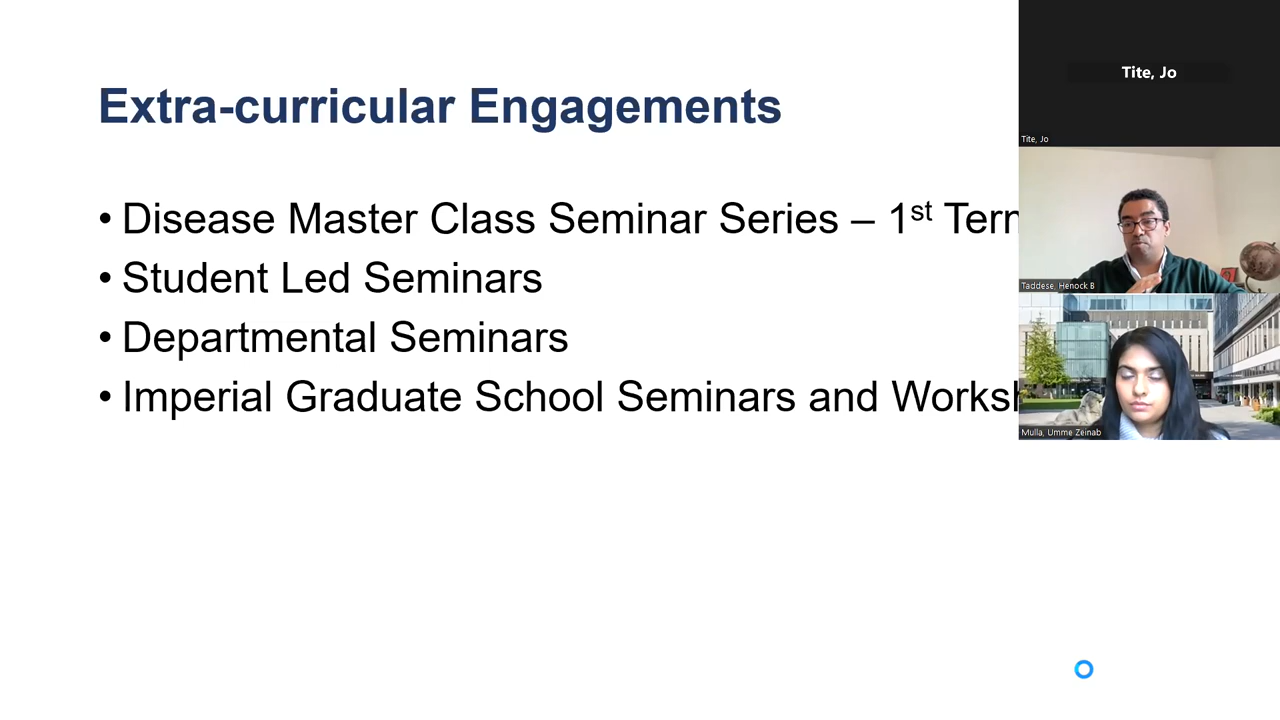 Extra-curricular Engagements
• Disease Master Class Seminar Series – 1st Term
• Student Led Seminars
• Departmental Seminars
• Imperial Graduate School Seminars and Worksh
Tite, Jo
Tite, Jo
Taddese, Henock B
Mulla, Umme Zeinab